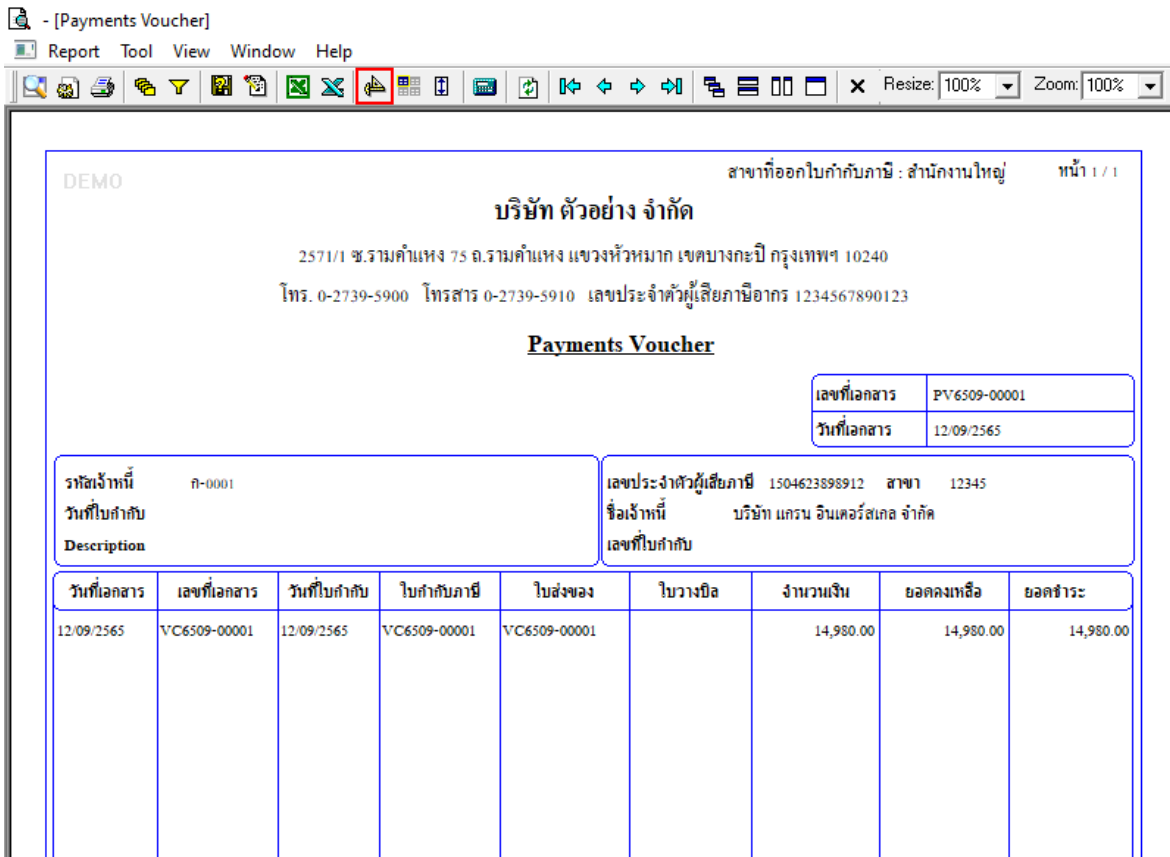 - [Payments Voucher]
Report Tool View Window Help
Resize: 100% Zoom: 100%
DEMO
สาขาที่ออกใบกำกับภาษี : สำนักงานใหญ่ หน้า 1 / 1
บริษัท ตัวอย่าง จำกัด
2571/1 ซ.รามคำแหง 75 ถ.รามคำแหง แขวงหัวหมาก เขตบางกะปิ กรุงเทพฯ 10240
โทร. 0-2739-5900 โทรสาร 0-2739-5910 เลขประจำตัวผู้เสียภาษีอากร 1234567890123
Payments Voucher
เลขที่เอกสาร PV6509-00001
วันที่เอกสาร 12/09/2565
รหัสเจ้าหนี้ ก-0001 เลขประจำตัวผู้เสียภาษี 1504623898912 สาขา 12345
วันที่ใบกำกับ ชื่อเจ้าหนี้ บริษัท แกรน อินเตอร์สเกล จำกัด
Description เลขที่ใบกำกับ
วันที่เอกสาร เลขที่เอกสาร วันที่ใบกำกับ ใบกำกับภาษี ใบส่งของ ใบวางบิล จำนวนเงิน ยอดคงเหลือ ยอดชำระ
12/09/2565 VC6509-00001 12/09/2565 VC6509-00001 VC6509-00001 14,980.00 14,980.00 14,980.00